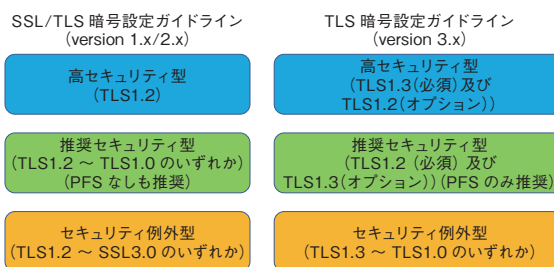 SSL/TLS 暗号設定ガイドライン
(version 1.x/2.x)
高セキュリティ型
(TLS1.2)
推奨セキュリティ型
(TLS1.2 ～ TLS1.0 のいずれか)
(PFS なしも推奨)
セキュリティ例外型
(TLS1.2 ～ SSL3.0 のいずれか)
TLS 暗号設定ガイドライン
(version 3.x)
高セキュリティ型
(TLS1.3(必須)及び
TLS1.2(オプション))
推奨セキュリティ型
(TLS1.2 (必須) 及び
TLS1.3(オプション))(PFS のみ推奨)
セキュリティ例外型
(TLS1.3 ～ TLS1.0 のいずれか)